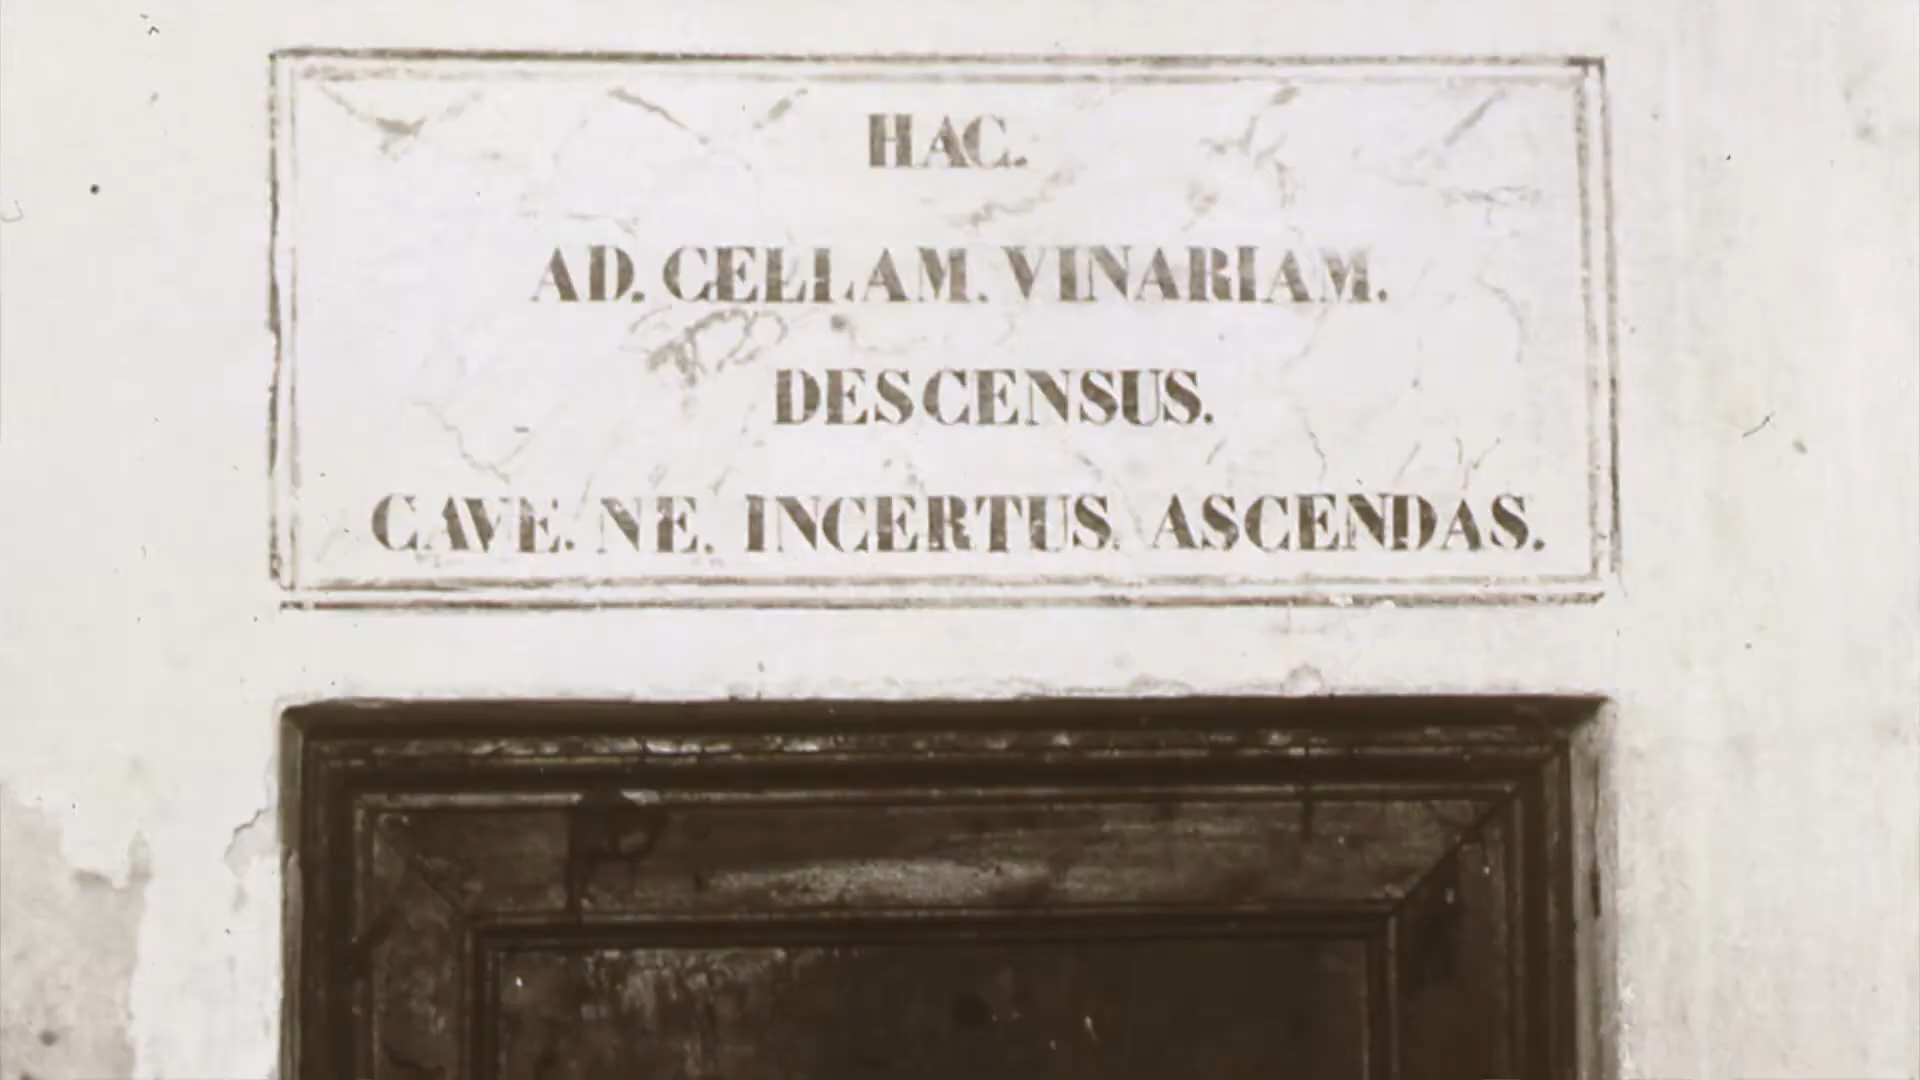 HAC.
AD. CELLAM. VINARIAM.
DESCENSUS.
CAVE. NE. INCERTUS. ASCENDAS.